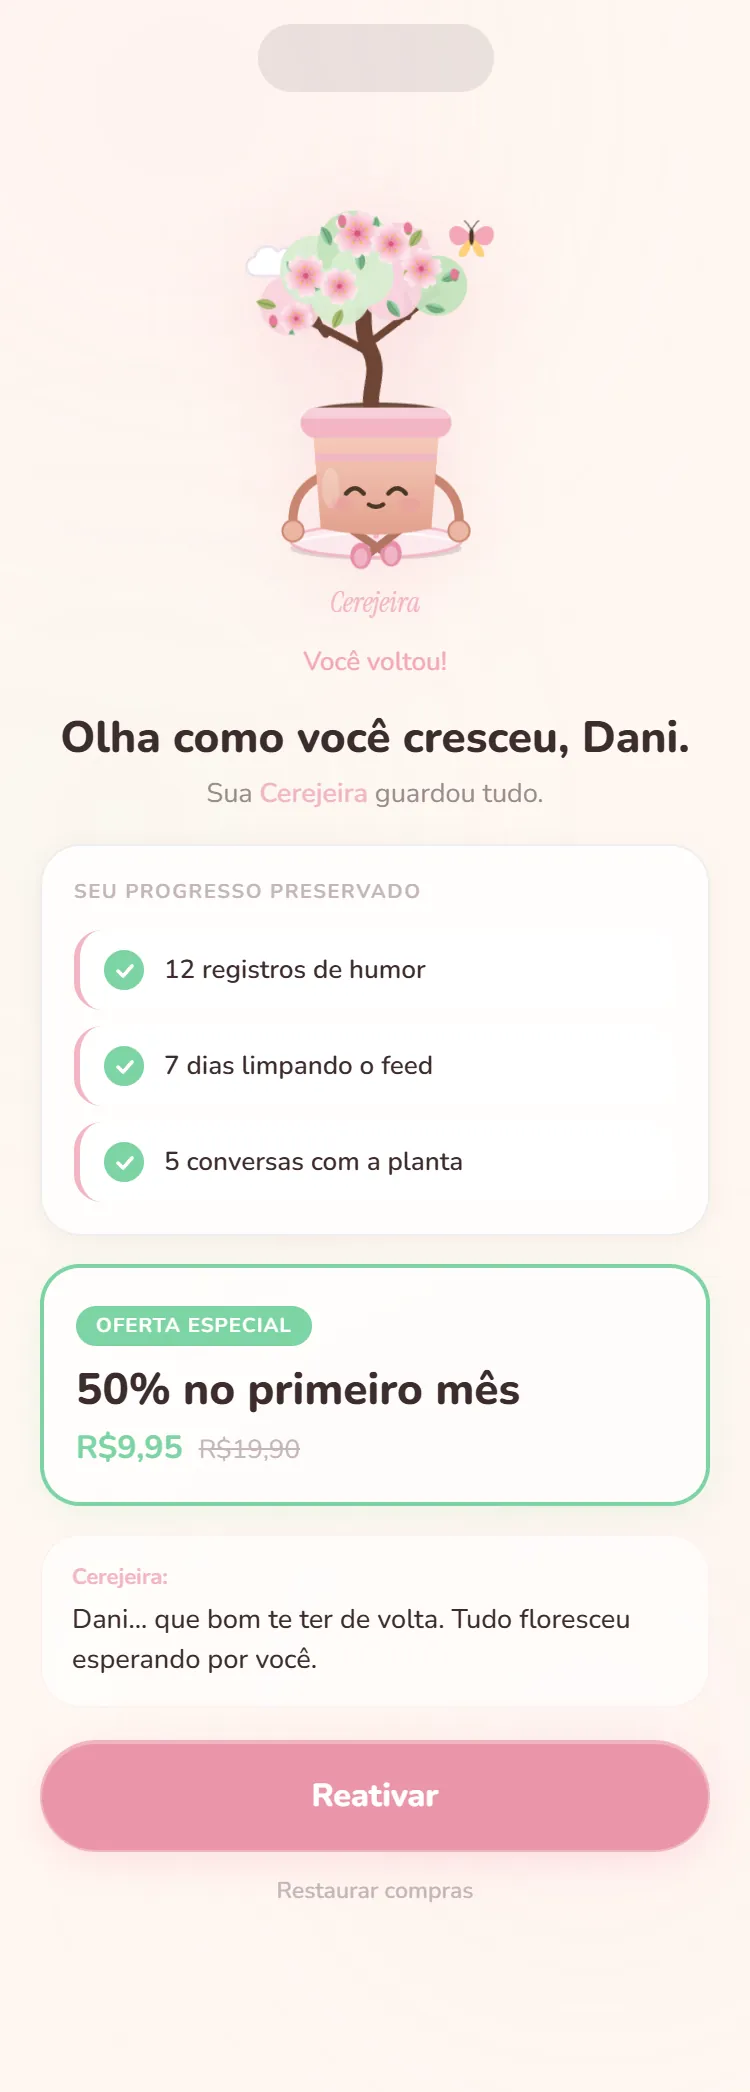 Cerejeira
Você voltou!
Olha como você cresceu, Dani.
Sua Cerejeira guardou tudo.
SEU PROGRESSO PRESERVADO
12 registros de humor
7 dias limpando o feed
5 conversas com a planta
OFERTA ESPECIAL
50% no primeiro mês
R$9,95 R$19,90
Cerejeira:
Dani... que bom te ter de volta. Tudo floresceu
esperando por você.
Reativar
Restaurar compras